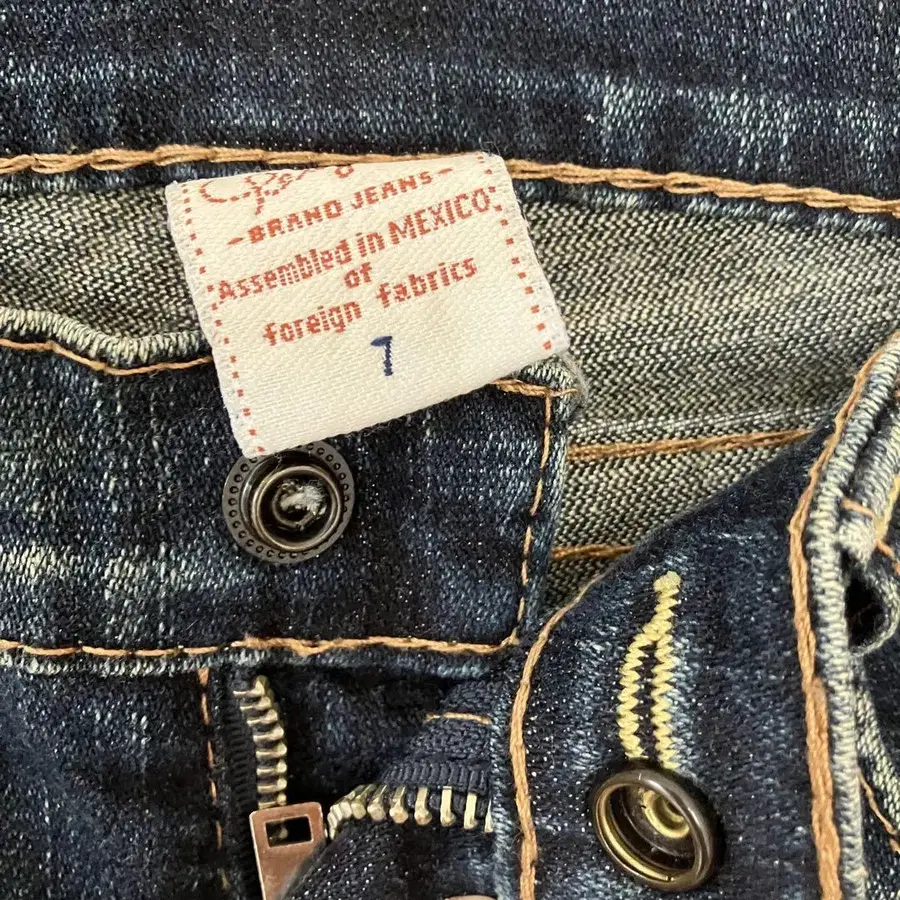 -BRAND JEANS-
Assembled in MEXICO
of
foreign fabrics
7